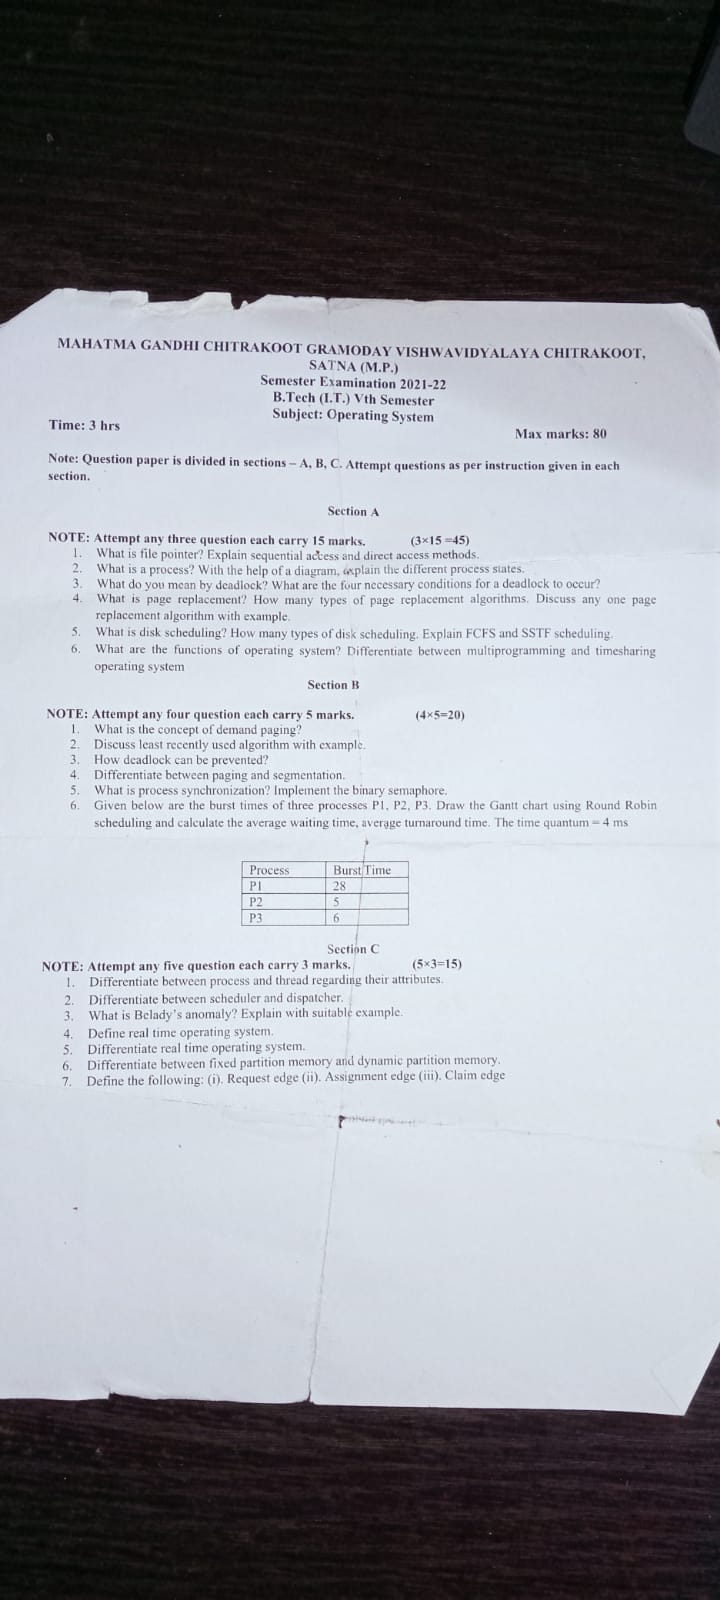 MAHATMA GANDHI CHITRAKOOT GRAMODAY VISHWAVIDYALAYA CHITRAKOOT,
SATNA (M.P.)
Semester Examination 2021-22
B.Tech (I.T.) Vth Semester
Subject: Operating System
Time: 3 hrs
Max marks: 80
Note: Question paper is divided in sections – A, B, C. Attempt questions as per instruction given in each
section.
Section A
NOTE: Attempt any three question each carry 15 marks. (3×15 =45)
1. What is file pointer? Explain sequential access and direct access methods.
2. What is a process? With the help of a diagram, explain the different process states.
3. What do you mean by deadlock? What are the four necessary conditions for a deadlock to occur?
4. What is page replacement? How many types of page replacement algorithms. Discuss any one page
replacement algorithm with example.
5. What is disk scheduling? How many types of disk scheduling. Explain FCFS and SSTF scheduling.
6. What are the functions of operating system? Differentiate between multiprogramming and timesharing
operating system
Section B
NOTE: Attempt any four question each carry 5 marks. (4×5=20)
1. What is the concept of demand paging?
2. Discuss least recently used algorithm with example.
3. How deadlock can be prevented?
4. Differentiate between paging and segmentation.
5. What is process synchronization? Implement the binary semaphore.
6. Given below are the burst times of three processes P1, P2, P3. Draw the Gantt chart using Round Robin
scheduling and calculate the average waiting time, average turnaround time. The time quantum = 4 ms
Process Burst Time
P1 28
P2 5
P3 6
Section C
NOTE: Attempt any five question each carry 3 marks. (5×3=15)
1. Differentiate between process and thread regarding their attributes.
2. Differentiate between scheduler and dispatcher.
3. What is Belady's anomaly? Explain with suitable example.
4. Define real time operating system.
5. Differentiate real time operating system.
6. Differentiate between fixed partition memory and dynamic partition memory.
7. Define the following: (i). Request edge (ii). Assignment edge (iii). Claim edge